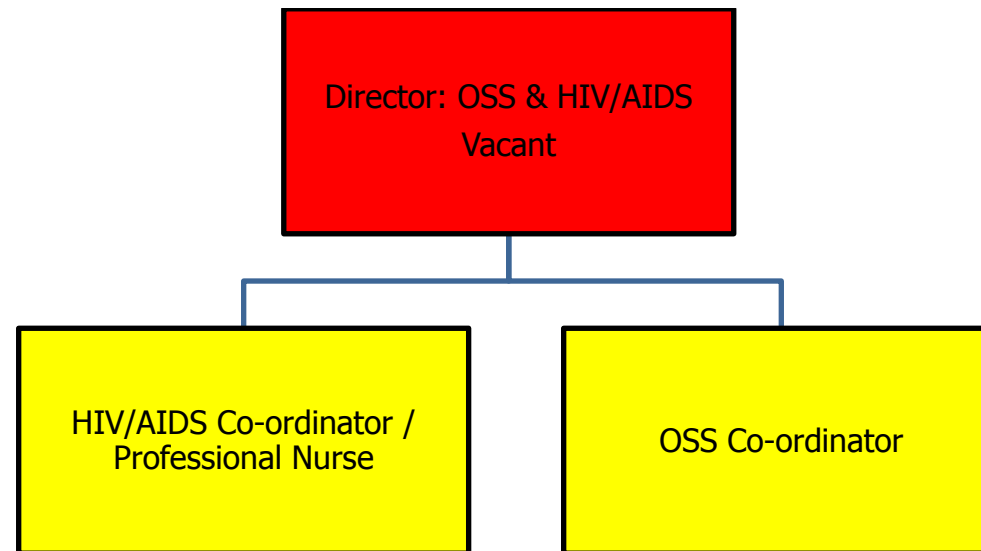 Director: OSS & HIV/AIDS
Vacant
HIV/AIDS Co-ordinator /
Professional Nurse
OSS Co-ordinator